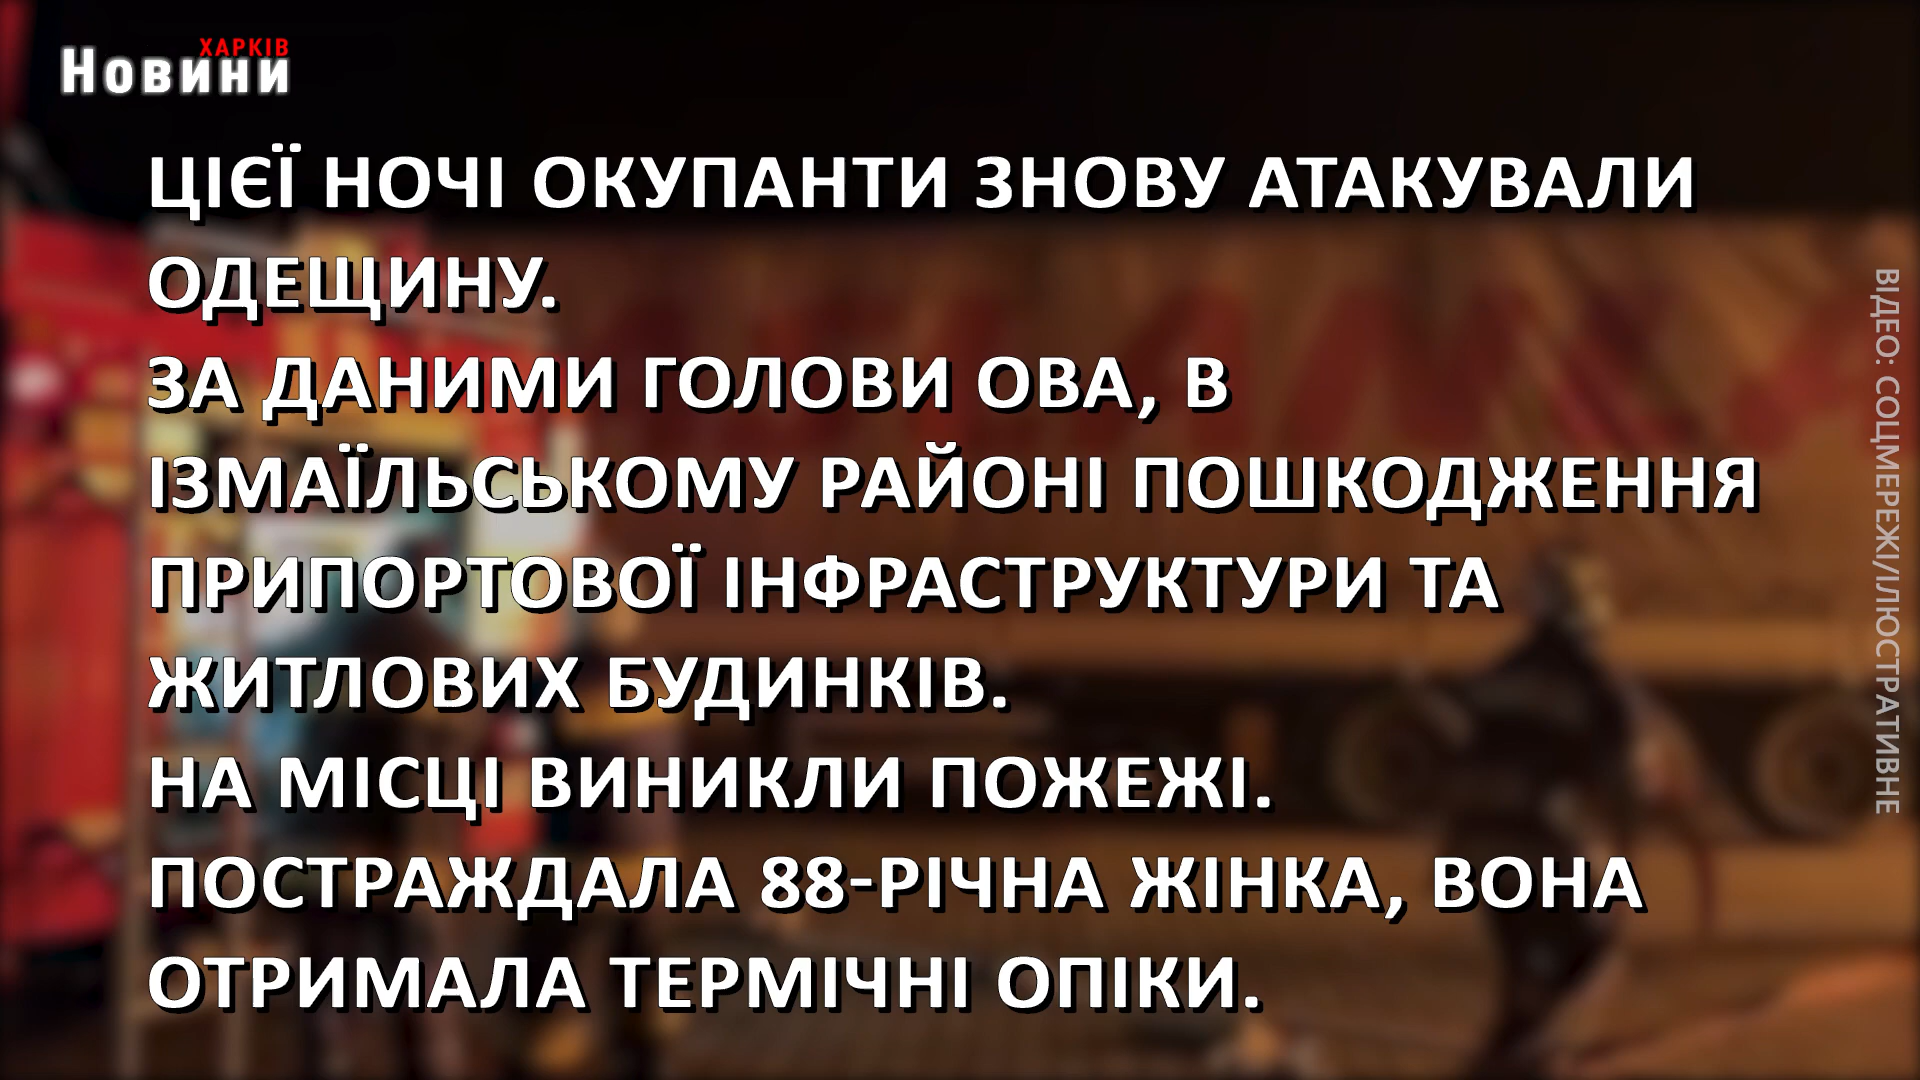 ХАРКІВ
Новини
ЦІЄЇ НОЧІ ОКУПАНТИ ЗНОВУ АТАКУВАЛИ
ОДЕЩИНУ.
ЗА ДАНИМИ ГОЛОВИ ОВА, В
ІЗМАЇЛЬСЬКОМУ РАЙОНІ ПОШКОДЖЕННЯ
ПРИПОРТОВОЇ ІНФРАСТРУКТУРИ ТА
ЖИТЛОВИХ БУДИНКІВ.
НА МІСЦІ ВИНИКЛИ ПОЖЕЖІ.
ПОСТРАЖДАЛА 88-РІЧНА ЖІНКА, ВОНА
ОТРИМАЛА ТЕРМІЧНІ ОПІКИ.
ВІДЕО: СОЦМЕРЕЖІ/ІЛЮСТРАТИВНЕ